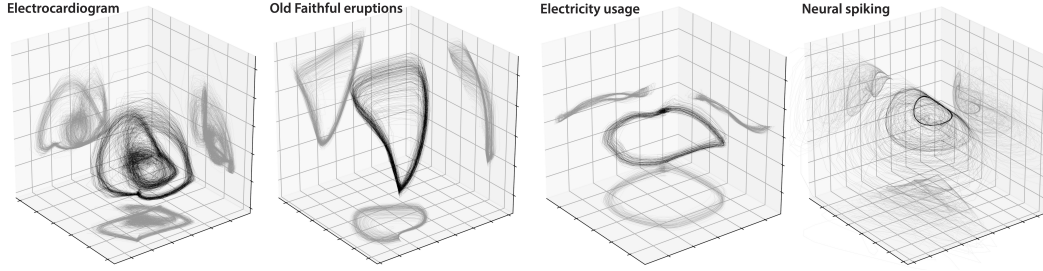 Electrocardiogram
Old Faithful eruptions
Electricity usage
Neural spiking